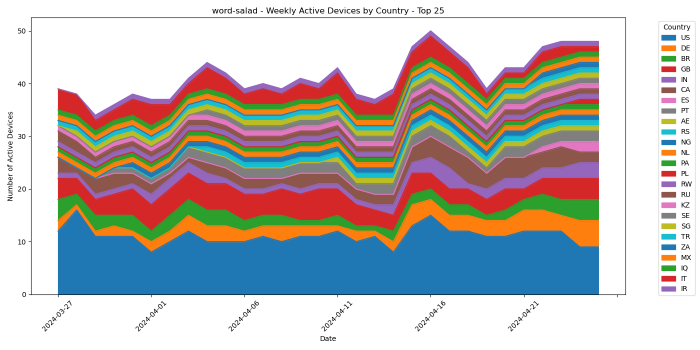 word-salad - Weekly Active Devices by Country - Top 25
Number of Active Devices
50
40
30
20
10
0
2024-03-27
2024-04-01
2024-04-06
2024-04-11
2024-04-16
2024-04-21
Date
Country
US
DE
BR
GB
IN
CA
ES
PT
AE
RS
NG
NL
PA
PL
RW
RU
KZ
SE
SG
TR
ZA
MX
IQ
IT
IR